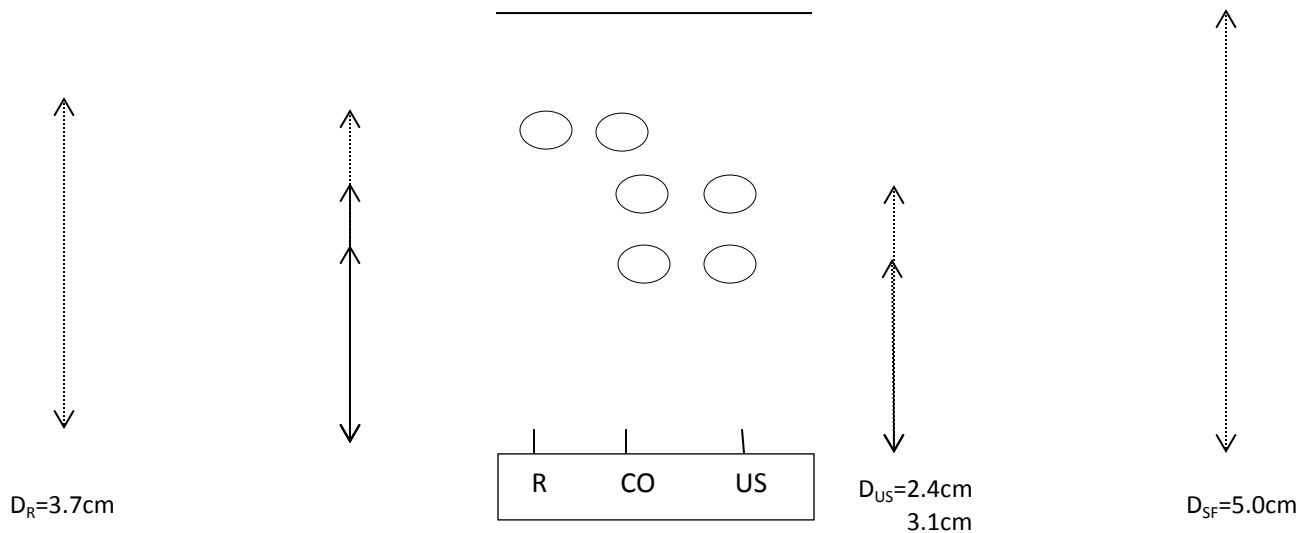 R CO US
D_R=3.7cm
D_US=2.4cm
3.1cm
D_SF=5.0cm